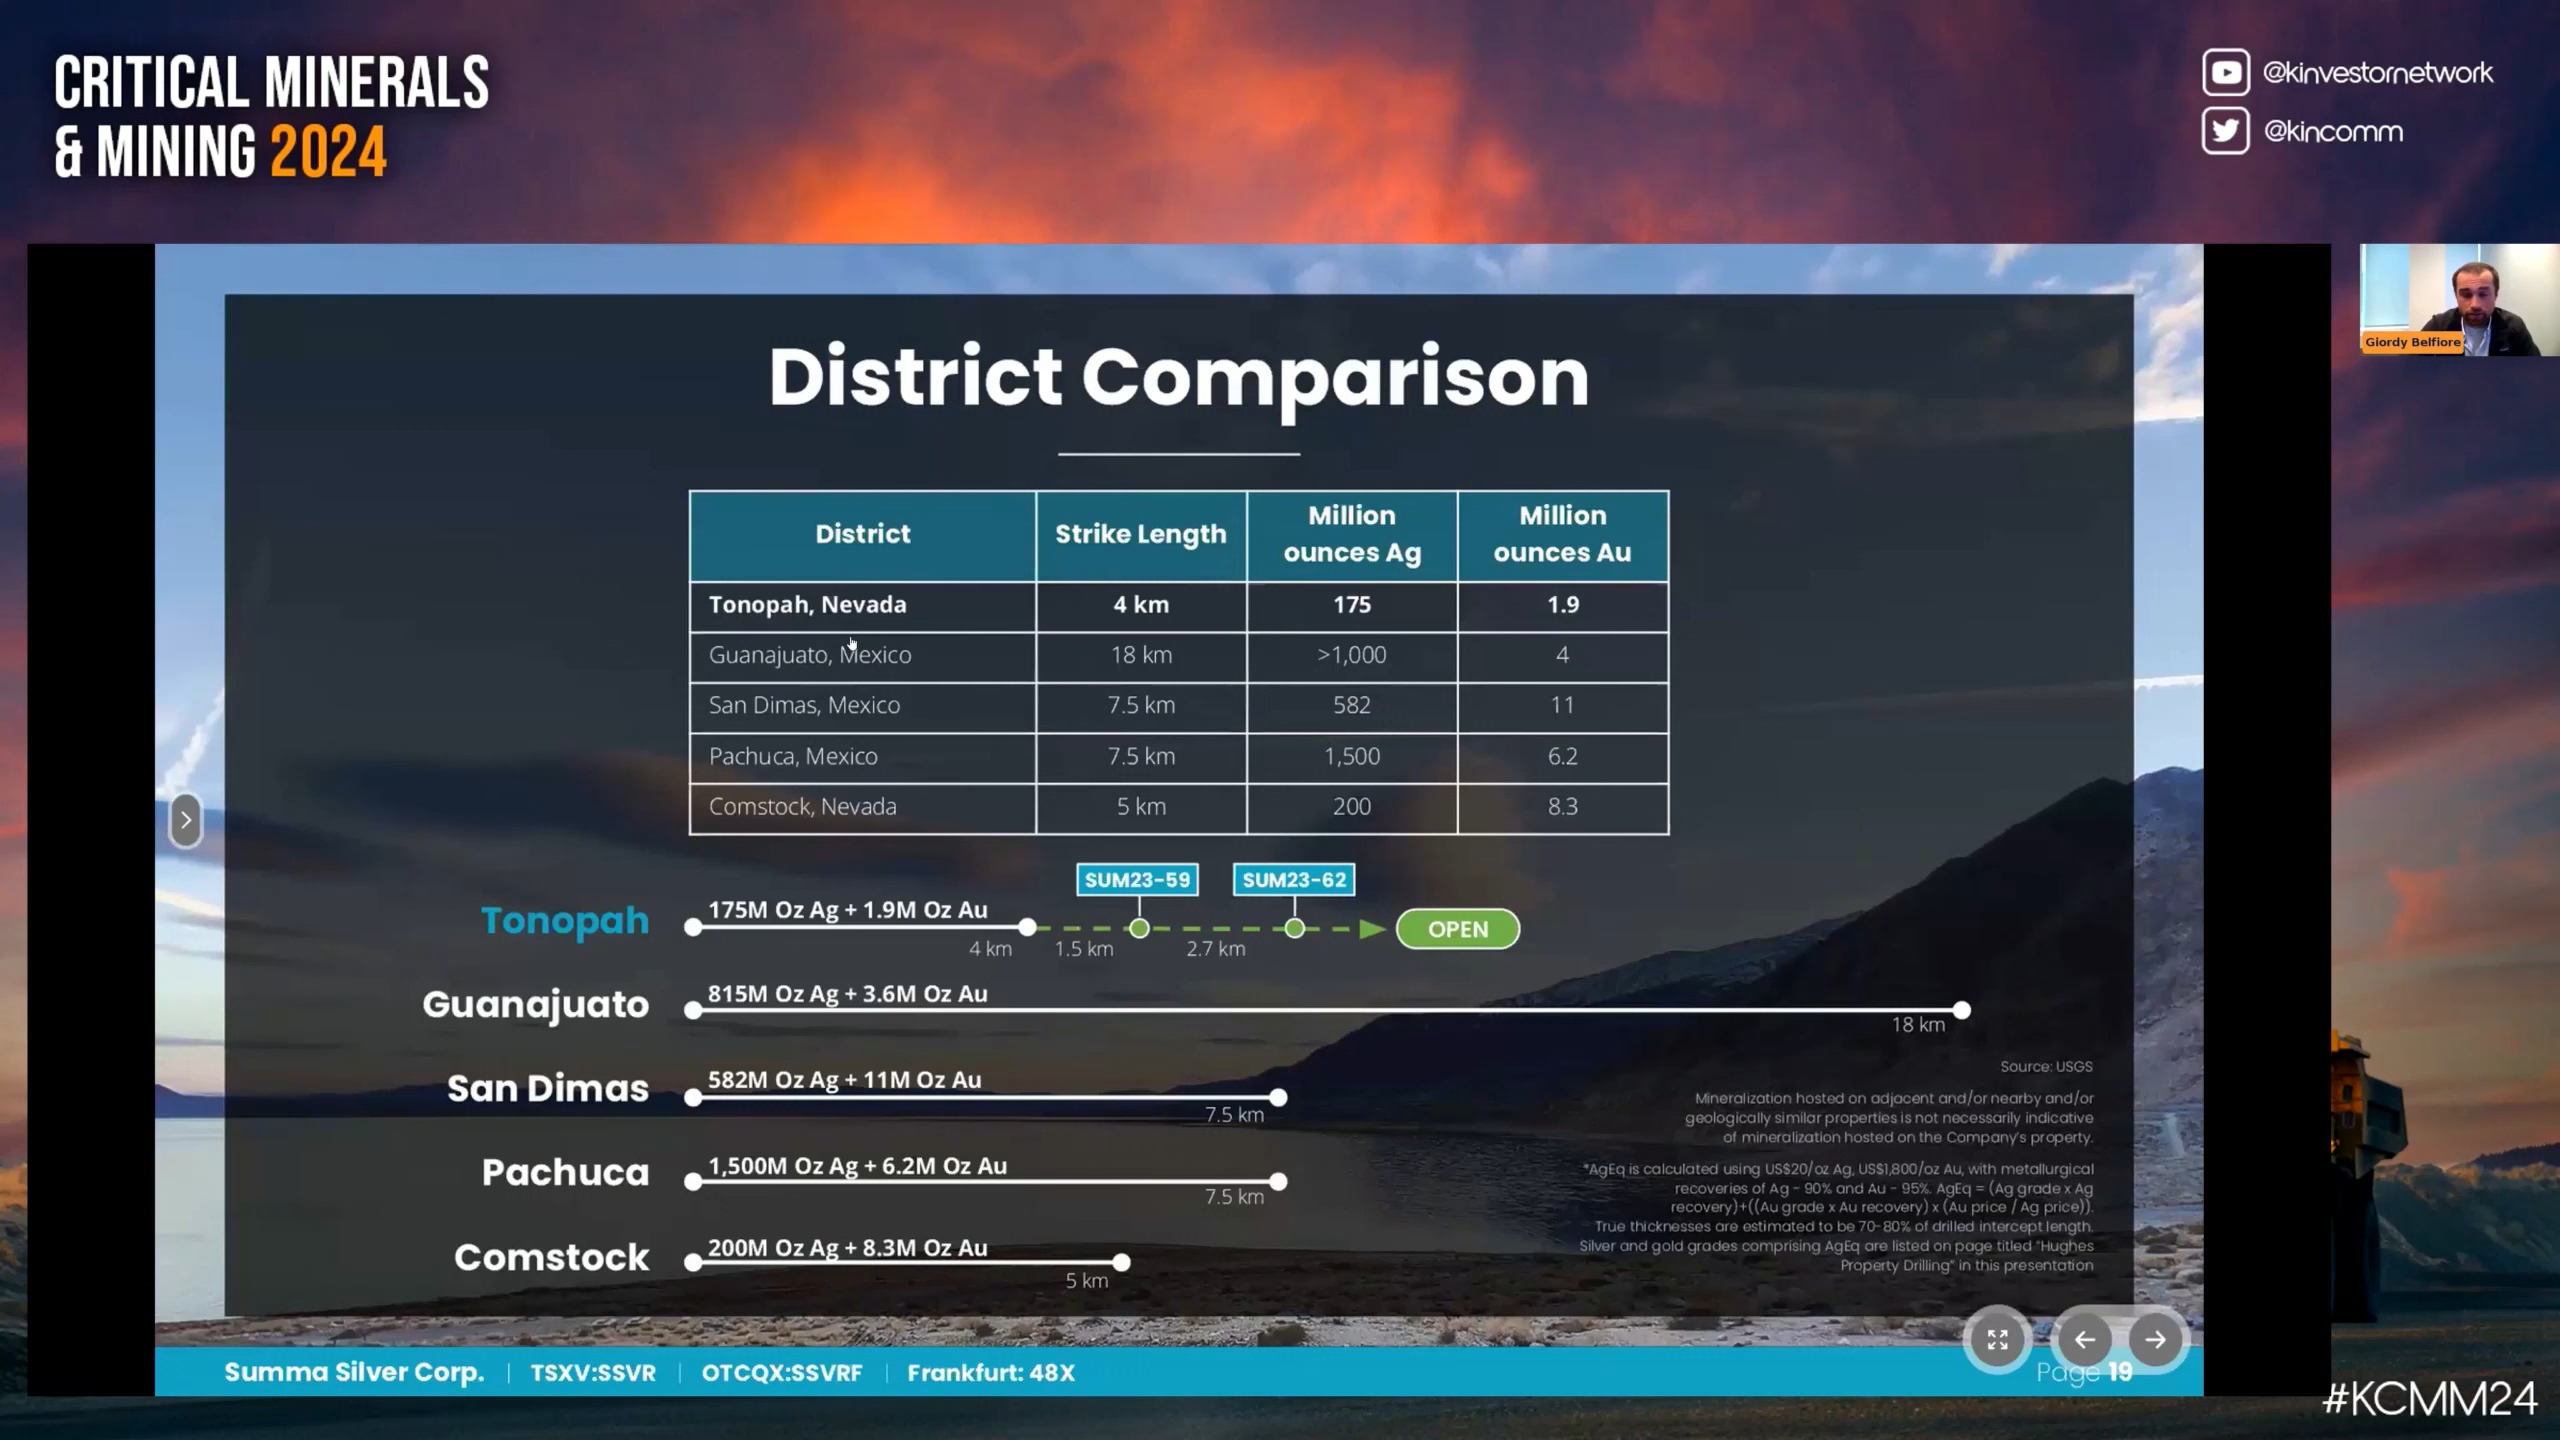 CRITICAL MINERALS
& MINING 2024
@kinvestornetwork
@kincomm
Giordy Belfiore
District Comparison
District Strike Length Million ounces Ag Million ounces Au
Tonopah, Nevada 4 km 175 1.9
Guanajuato, Mexico 18 km >1,000 4
San Dimas, Mexico 7.5 km 582 11
Pachuca, Mexico 7.5 km 1,500 6.2
Comstock, Nevada 5 km 200 8.3
SUM23-59 SUM23-62
Tonopah 175M Oz Ag + 1.9M Oz Au OPEN
4 km 1.5 km 2.7 km
Guanajuato 815M Oz Ag + 3.6M Oz Au
18 km
San Dimas 582M Oz Ag + 11M Oz Au
7.5 km
Pachuca 1,500M Oz Ag + 6.2M Oz Au
7.5 km
Comstock 200M Oz Ag + 8.3M Oz Au
5 km
Source: USGS
Mineralization hosted on adjacent and/or nearby and/or
geologically similar properties is not necessarily indicative
of mineralization hosted on the Company's property.
*AgEq is calculated using US$20/oz Ag, US$1,800/oz Au, with metallurgical
recoveries of Ag - 90% and Au - 95%. AgEq = (Ag grade x Ag
recovery)+((Au grade x Au recovery) x (Au price / Ag price)).
True thicknesses are estimated to be 70-80% of drilled intercept length.
Silver and gold grades comprising AgEq are listed on page titled "Hughes
Property Drilling" in this presentation
Summa Silver Corp. | TSXV:SSVR | OTCQX:SSVRF | Frankfurt: 48X
Page 19
#KCMM24